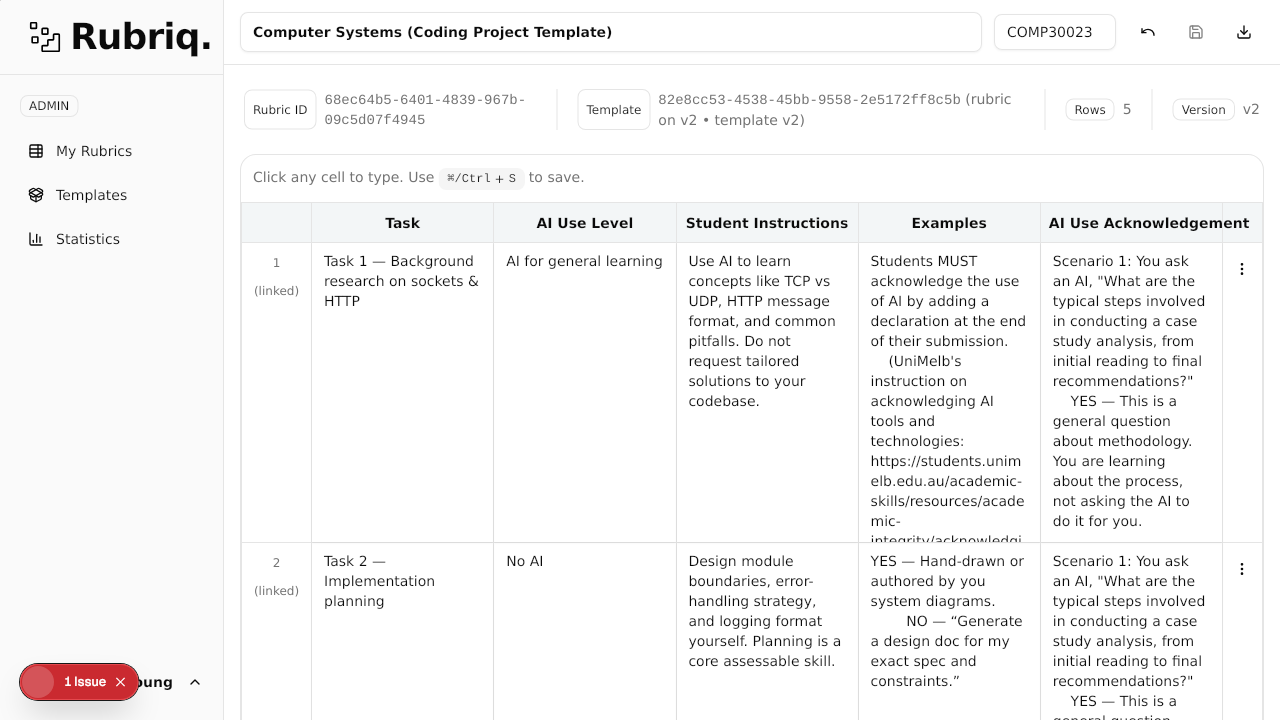 Rubriq.
Computer Systems (Coding Project Template)
COMP30023
ADMIN
My Rubrics
Templates
Statistics
Rubric ID
68ec64b5-6401-4839-967b-
09c5d07f4945
Template
82e8cc53-4538-45bb-9558-2e5172ff8c5b (rubric
on v2 • template v2)
Rows
5
Version
v2
Click any cell to type. Use ⌘/Ctrl + S to save.
Task
AI Use Level
Student Instructions
Examples
AI Use Acknowledgement
1
(linked)
Task 1 — Background
research on sockets &
HTTP
AI for general learning
Use AI to learn
concepts like TCP vs
UDP, HTTP message
format, and common
pitfalls. Do not
request tailored
solutions to your
codebase.
Students MUST
acknowledge the use
of AI by adding a
declaration at the end
of their submission.
(UniMelb's
instruction on
acknowledging AI
tools and
technologies:
https://students.unim
elb.edu.au/academic-
skills/resources/acade
mic-
integrity/acknowledgi
Scenario 1: You ask
an AI, "What are the
typical steps involved
in conducting a case
study analysis, from
initial reading to final
recommendations?"
YES — This is a
general question
about methodology.
You are learning
about the process,
not asking the AI to
do it for you.
2
(linked)
Task 2 —
Implementation
planning
No AI
Design module
boundaries, error-
handling strategy,
and logging format
yourself. Planning is a
core assessable skill.
YES — Hand-drawn or
authored by you
system diagrams.
NO — “Generate
a design doc for my
exact spec and
constraints.”
Scenario 1: You ask
an AI, "What are the
typical steps involved
in conducting a case
study analysis, from
initial reading to final
recommendations?"
YES — This is a
general question
1 Issue
oung